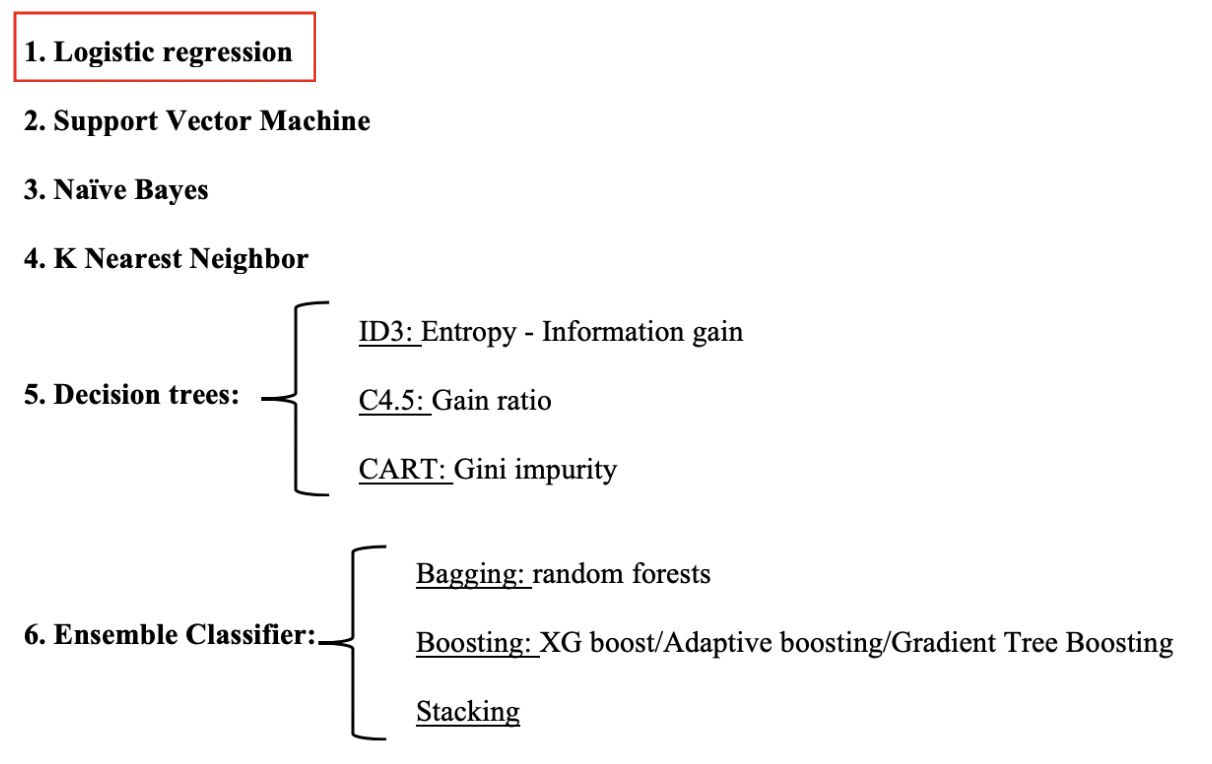 1. Logistic regression
2. Support Vector Machine
3. Naïve Bayes
4. K Nearest Neighbor
5. Decision trees:
ID3: Entropy - Information gain
C4.5: Gain ratio
CART: Gini impurity
6. Ensemble Classifier:
Bagging: random forests
Boosting: XG boost/Adaptive boosting/Gradient Tree Boosting
Stacking